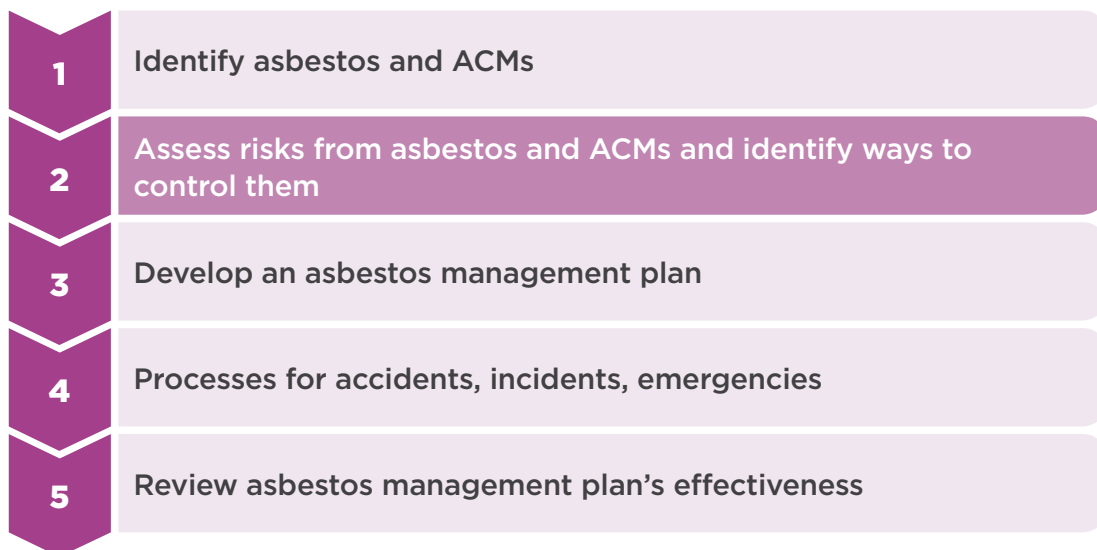 1
Identify asbestos and ACMs
2
Assess risks from asbestos and ACMs and identify ways to
control them
3
Develop an asbestos management plan
4
Processes for accidents, incidents, emergencies
5
Review asbestos management plan’s effectiveness